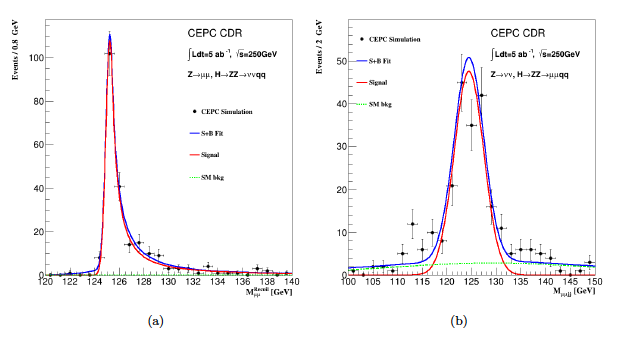 CEPC CDR
∫Ldt=5 ab⁻¹, √s=250GeV
Z→μμ, H→ZZ→ννqq
CEPC Simulation
S+B Fit
Signal
SM bkg
Events/0.8 GeV
100
80
60
40
20
0
120 122 124 126 128 130 132 134 136 138 140
M_μμ^Recoil [GeV]
(a)
CEPC CDR
∫Ldt=5 ab⁻¹, √s=250GeV
Z→νν, H→ZZ→μμqq
CEPC Simulation
S+B Fit
Signal
SM bkg
Events/2 GeV
50
40
30
20
10
0
100 105 110 115 120 125 130 135 140 145 150
M_μμjj [GeV]
(b)